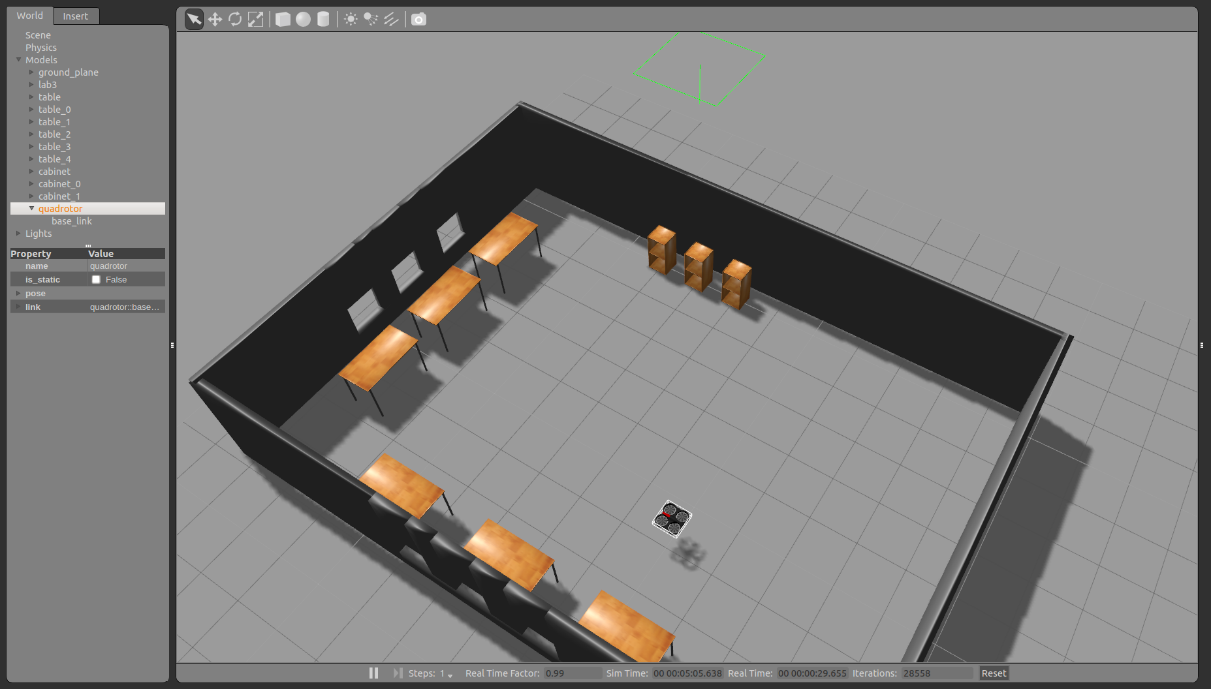 World Insert
Scene
Physics
Models
ground_plane
lab3
table
table_0
table_1
table_2
table_3
table_4
cabinet
cabinet_0
cabinet_1
quadrotor
base_link
Lights
Property Value
name quadrotor
is_static False
pose
link quadrotor::base...
Steps: 1 Real Time Factor: 0.99 Sim Time: 00 00:05:05.638 Real Time: 00 00:00:29.655 Iterations: 28558 Reset